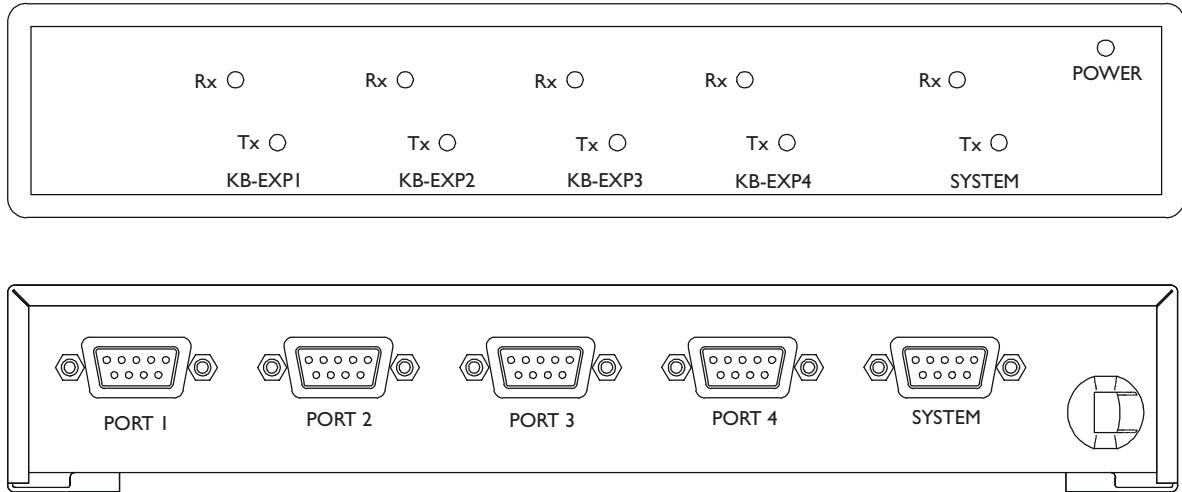 POWER
Rx Rx Rx Rx Rx
Tx Tx Tx Tx Tx
KB-EXP1 KB-EXP2 KB-EXP3 KB-EXP4 SYSTEM
PORT 1 PORT 2 PORT 3 PORT 4 SYSTEM